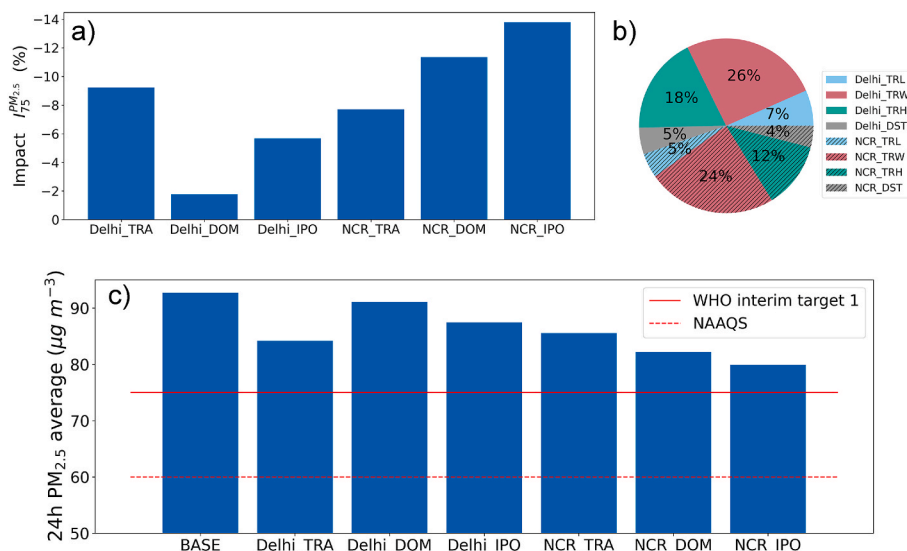 a)
Impact I_75^PM2.5 (%)
−14
−12
−10
−8
−6
−4
−2
0
Delhi_TRA Delhi_DOM Delhi_IPO NCR_TRA NCR_DOM NCR_IPO
b)
26%
18%
7%
5%
4%
5%
12%
24%
Delhi_TRL
Delhi_TRW
Delhi_TRH
Delhi_DST
NCR_TRL
NCR_TRW
NCR_TRH
NCR_DST
c)
24h PM2.5 average (μg m−3)
90
80
70
60
50
WHO interim target 1
NAAQS
BASE Delhi_TRA Delhi_DOM Delhi_IPO NCR_TRA NCR_DOM NCR_IPO